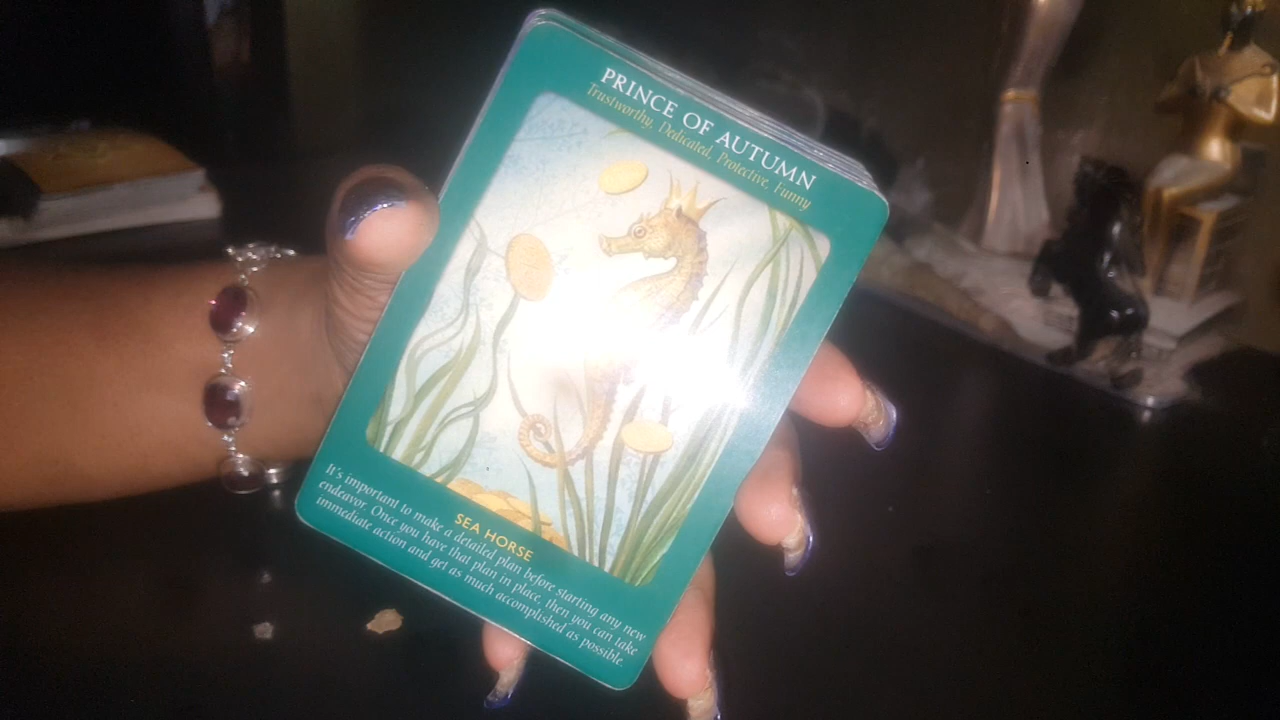 PRINCE OF AUTUMN
Trustworthy, Dedicated, Protective, Funny
SEA HORSE
It's important to make a detailed plan before starting any new
endeavor. Once you have that plan in place, then you can take
immediate action and get as much accomplished as possible.